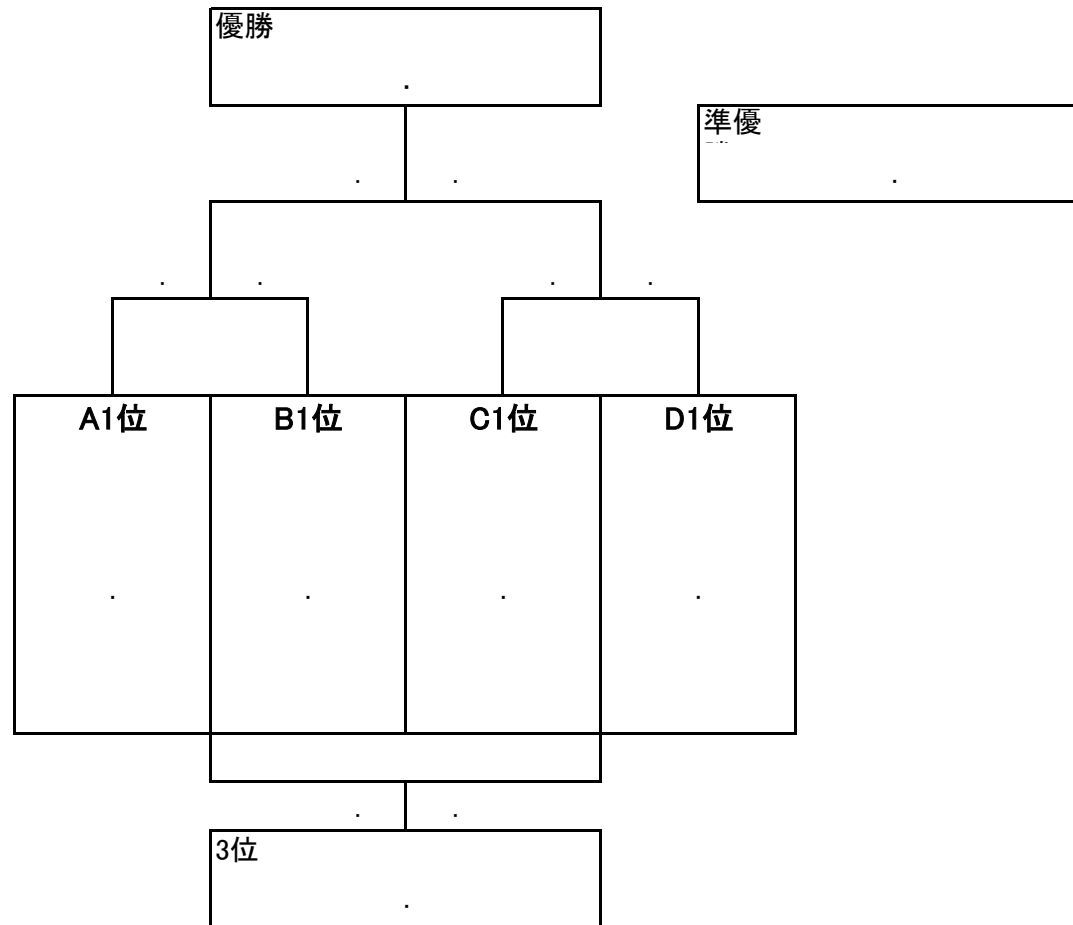 優勝
.
準優
. .
.
. . . .
A1位 B1位 C1位 D1位
. . . .
. .
3位
.